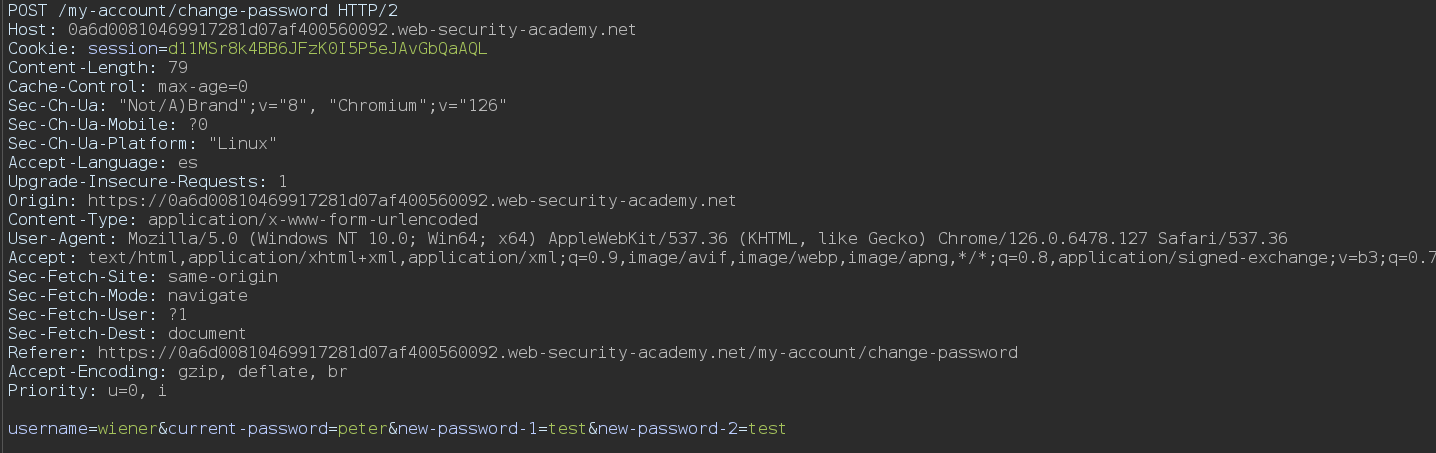 POST /my-account/change-password HTTP/2
Host: 0a6d00810469917281d07af400560092.web-security-academy.net
Cookie: session=d11MSr8k4BB6JFzK0I5P5eJAvGbQaAQL
Content-Length: 79
Cache-Control: max-age=0
Sec-Ch-Ua: "Not/A)Brand";v="8", "Chromium";v="126"
Sec-Ch-Ua-Mobile: ?0
Sec-Ch-Ua-Platform: "Linux"
Accept-Language: es
Upgrade-Insecure-Requests: 1
Origin: https://0a6d00810469917281d07af400560092.web-security-academy.net
Content-Type: application/x-www-form-urlencoded
User-Agent: Mozilla/5.0 (Windows NT 10.0; Win64; x64) AppleWebKit/537.36 (KHTML, like Gecko) Chrome/126.0.6478.127 Safari/537.36
Accept: text/html,application/xhtml+xml,application/xml;q=0.9,image/avif,image/webp,image/apng,*/*;q=0.8,application/signed-exchange;v=b3;q=0.7
Sec-Fetch-Site: same-origin
Sec-Fetch-Mode: navigate
Sec-Fetch-User: ?1
Sec-Fetch-Dest: document
Referer: https://0a6d00810469917281d07af400560092.web-security-academy.net/my-account/change-password
Accept-Encoding: gzip, deflate, br
Priority: u=0, i
username=wiener&current-password=peter&new-password-1=test&new-password-2=test